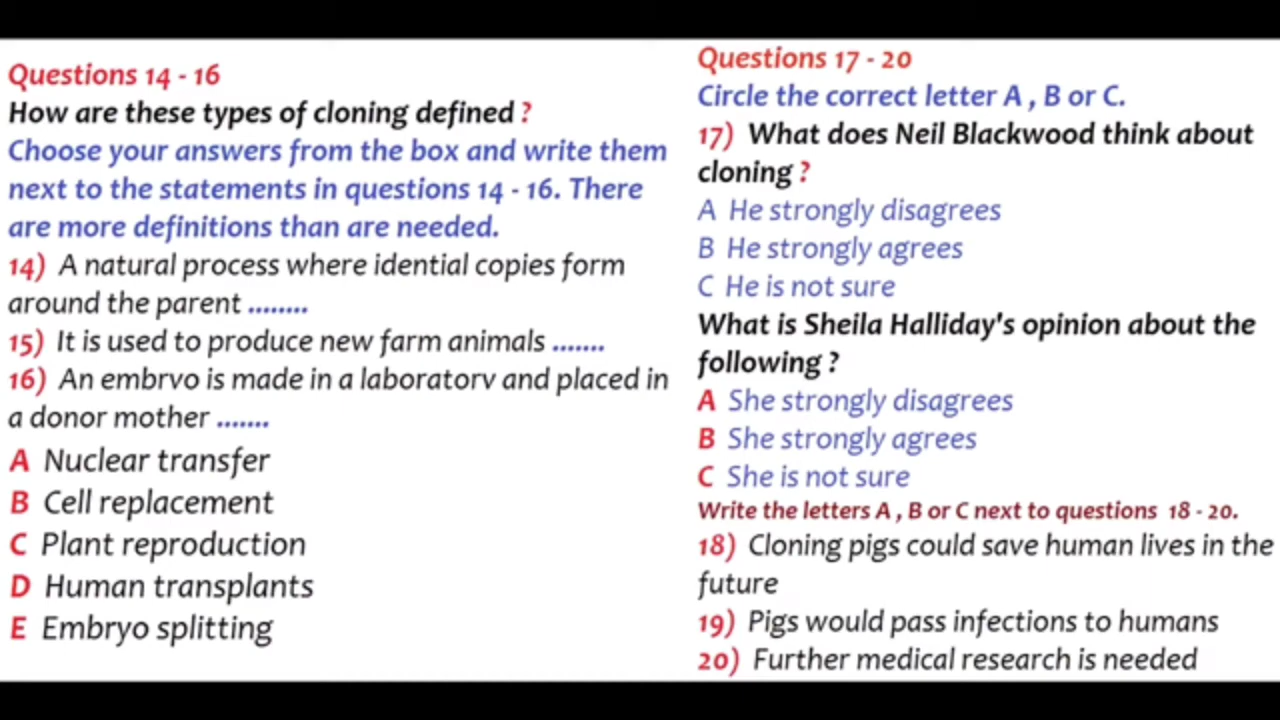 Questions 14 - 16
How are these types of cloning defined ?
Choose your answers from the box and write them
next to the statements in questions 14 - 16. There
are more definitions than are needed.
14) A natural process where idential copies form
around the parent ........
15) It is used to produce new farm animals .......
16) An embrvo is made in a laboratorv and placed in
a donor mother .......
A Nuclear transfer
B Cell replacement
C Plant reproduction
D Human transplants
E Embryo splitting
Questions 17 - 20
Circle the correct letter A , B or C.
17) What does Neil Blackwood think about
cloning ?
A He strongly disagrees
B He strongly agrees
C He is not sure
What is Sheila Halliday's opinion about the
following ?
A She strongly disagrees
B She strongly agrees
C She is not sure
Write the letters A , B or C next to questions 18 - 20.
18) Cloning pigs could save human lives in the
future
19) Pigs would pass infections to humans
20) Further medical research is needed